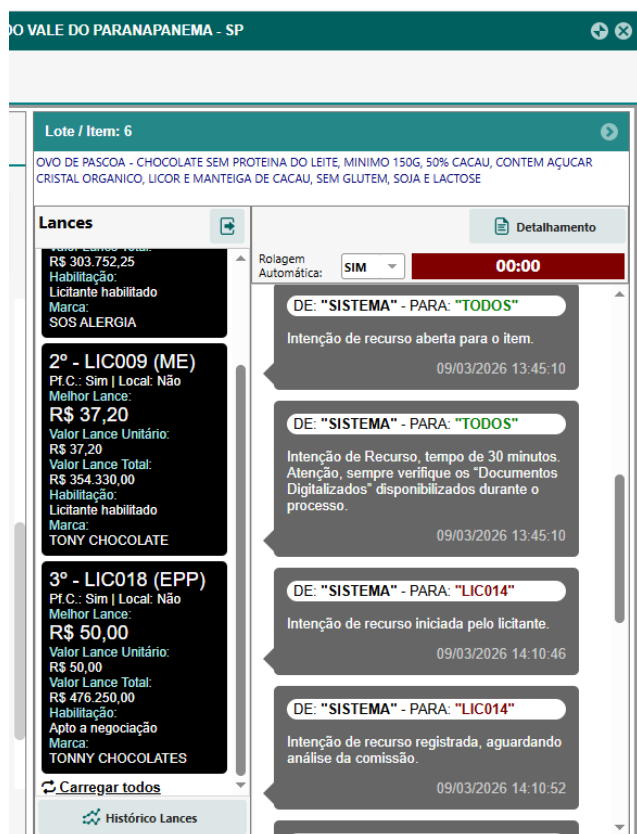 DO VALE DO PARANAPANEMA - SP
Lote / Item: 6
OVO DE PASCOA - CHOCOLATE SEM PROTEINA DO LEITE, MINIMO 150G, 50% CACAU, CONTEM AÇUCAR
CRISTAL ORGANICO, LICOR E MANTEIGA DE CACAU, SEM GLUTEM, SOJA E LACTOSE
Lances
Valor Lance Total:
R$ 303.752,25
Habilitação:
Licitante habilitado
Marca:
SOS ALERGIA
2º - LIC009 (ME)
Pf.C.: Sim | Local: Não
Melhor Lance:
R$ 37,20
Valor Lance Unitário:
R$ 37,20
Valor Lance Total:
R$ 354.330,00
Habilitação:
Licitante habilitado
Marca:
TONY CHOCOLATE
3º - LIC018 (EPP)
Pf.C.: Sim | Local: Não
Melhor Lance:
R$ 50,00
Valor Lance Unitário:
R$ 50,00
Valor Lance Total:
R$ 476.250,00
Habilitação:
Apto a negociação
Marca:
TONNY CHOCOLATES
Carregar todos
Histórico Lances
Detalhamento
Rolagem
Automática:
SIM
00:00
DE: "SISTEMA" - PARA: "TODOS"
Intenção de recurso aberta para o item.
09/03/2026 13:45:10
DE: "SISTEMA" - PARA: "TODOS"
Intenção de Recurso, tempo de 30 minutos.
Atenção, sempre verifique os "Documentos
Digitalizados" disponibilizados durante o
processo.
09/03/2026 13:45:10
DE: "SISTEMA" - PARA: "LIC014"
Intenção de recurso iniciada pelo licitante.
09/03/2026 14:10:46
DE: "SISTEMA" - PARA: "LIC014"
Intenção de recurso registrada, aguardando
análise da comissão.
09/03/2026 14:10:52